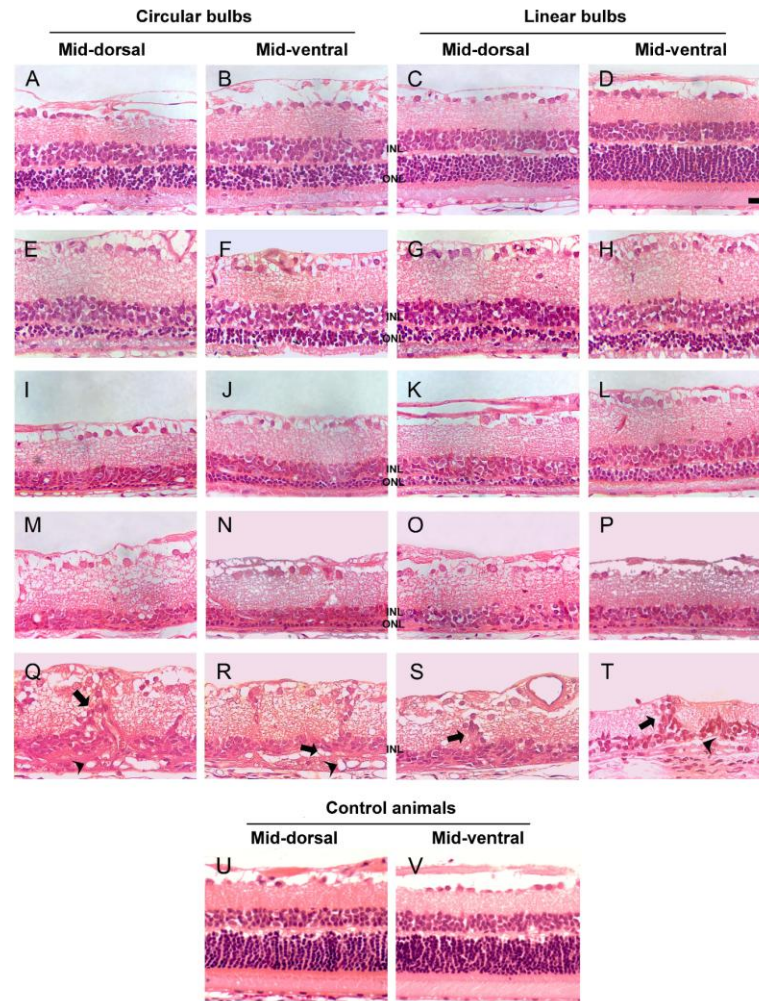 Circular bulbs Linear bulbs
Mid-dorsal Mid-ventral Mid-dorsal Mid-ventral
A B C D
INL
ONL
E F G H
INL
ONL
I J K L
INL
ONL
M N O P
INL
ONL
Q R S T
INL
Control animals
Mid-dorsal Mid-ventral
U V